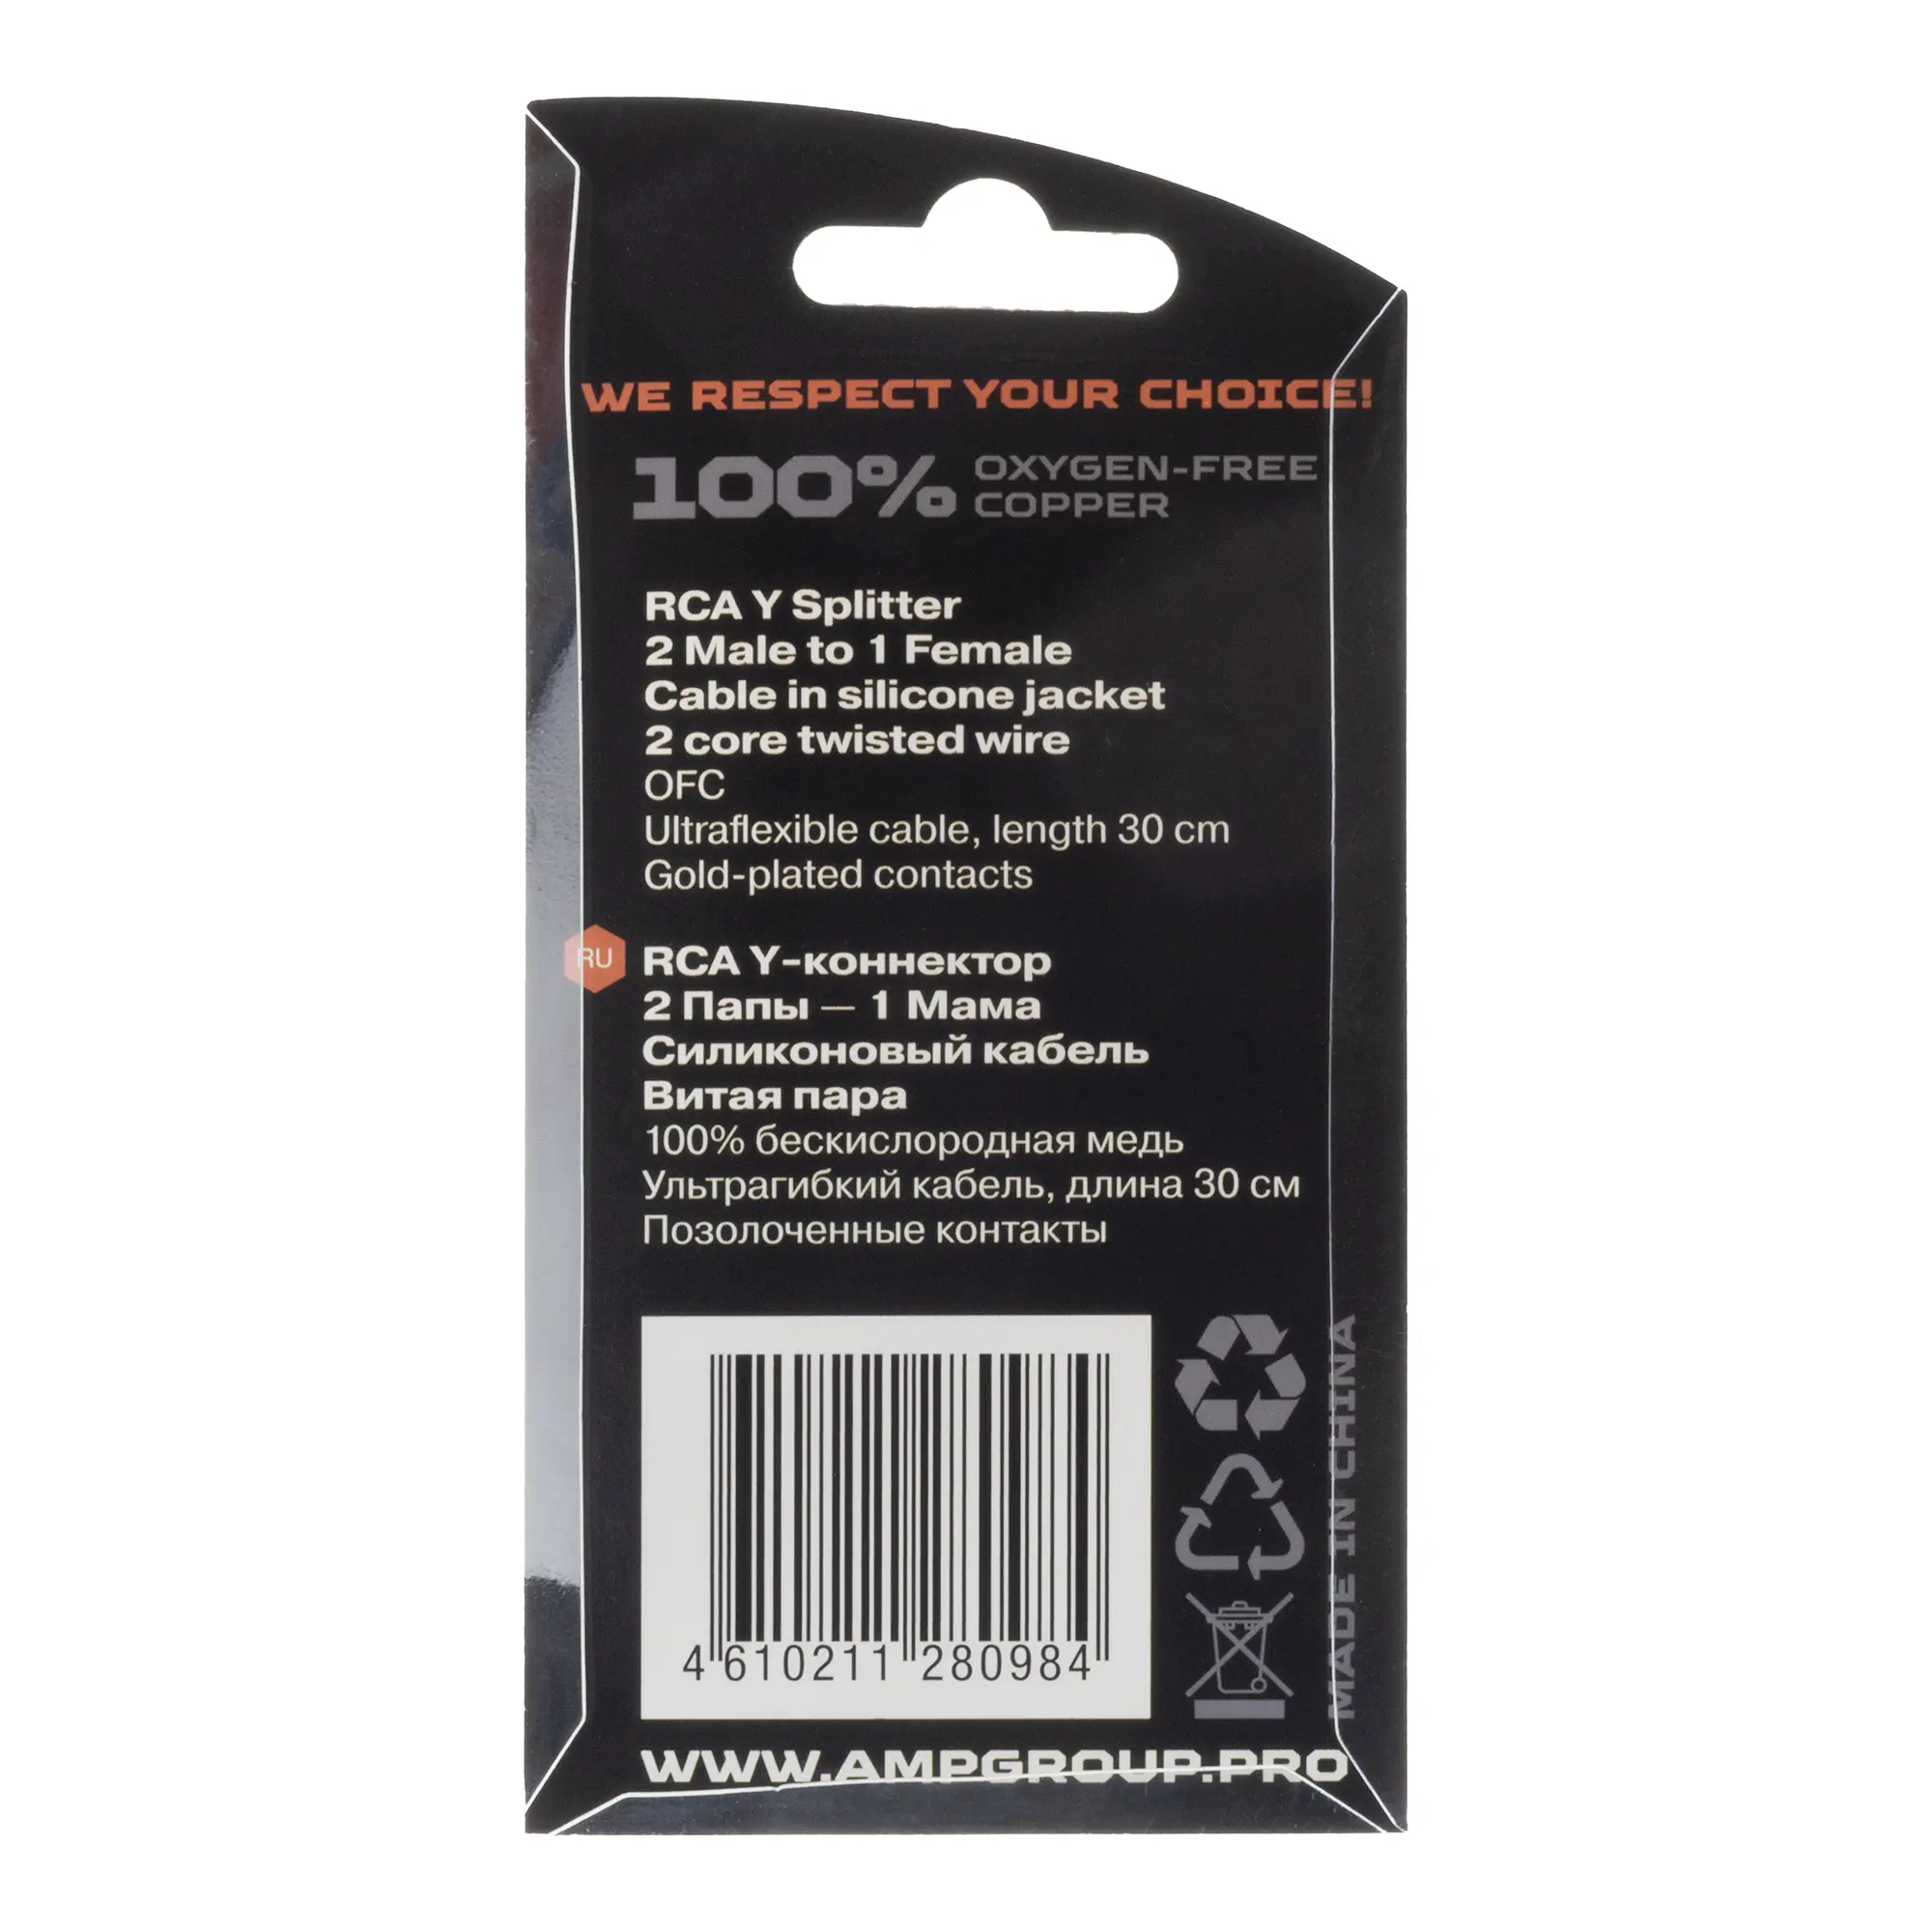 WE RESPECT YOUR CHOICE!
100% OXYGEN-FREE
COPPER
RCA Y Splitter
2 Male to 1 Female
Cable in silicone jacket
2 core twisted wire
OFC
Ultraflexible cable, length 30 cm
Gold-plated contacts
RU
RCA Y-коннектор
2 Папы — 1 Мама
Силиконовый кабель
Витая пара
100% бескислородная медь
Ультрагибкий кабель, длина 30 см
Позолоченные контакты
4 610211 280984
MADE IN CHINA
WWW.AMPGROUP.PRO